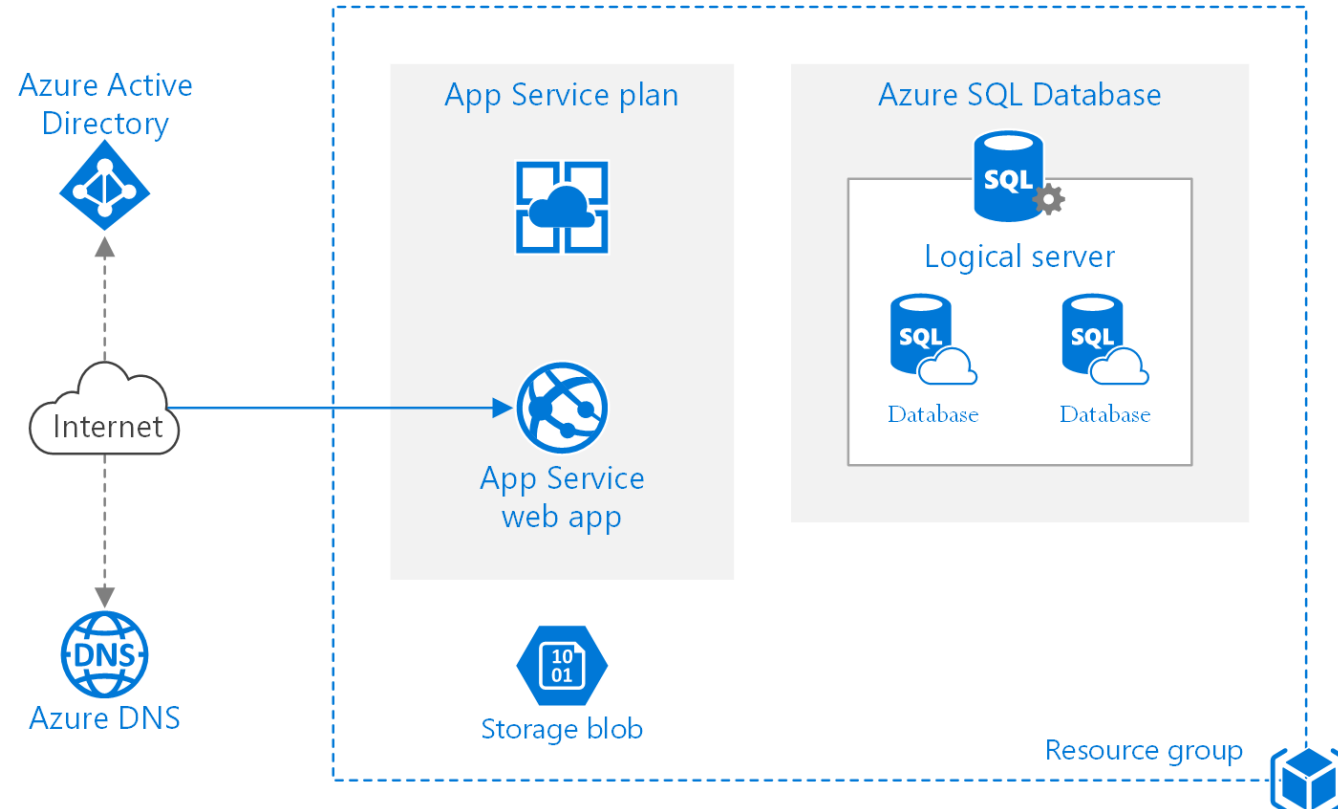 Azure Active
Directory
Internet
DNS
Azure DNS
App Service plan
App Service
web app
10
01
Storage blob
Azure SQL Database
SQL
Logical server
SQL
SQL
Database
Database
Resource group